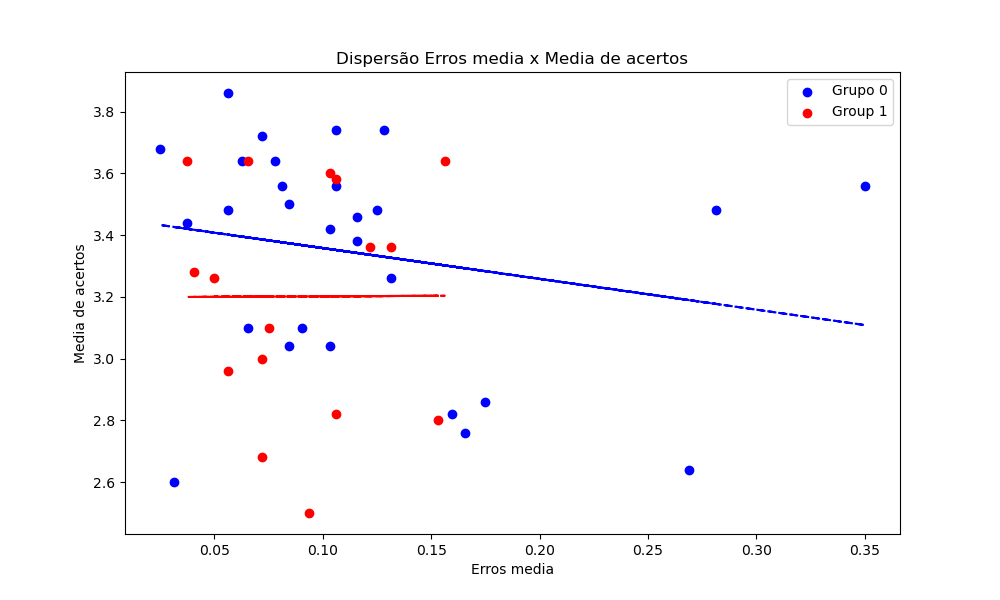 Dispersão Erros media x Media de acertos
Grupo 0
Group 1
Media de acertos
3.8
3.6
3.4
3.2
3.0
2.8
2.6
0.05 0.10 0.15 0.20 0.25 0.30 0.35
Erros media